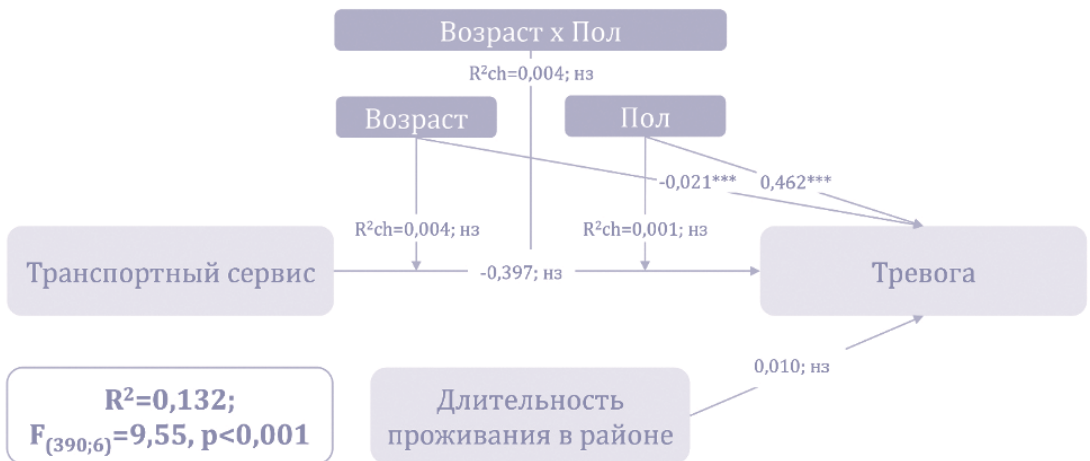 Возраст x Пол
R²ch=0,004; нз
Возраст
Пол
-0,021***
0,462***
R²ch=0,004; нз
R²ch=0,001; нз
Транспортный сервис
-0,397; нз
Тревога
0,010; нз
R²=0,132;
F(390;6)=9,55, p<0,001
Длительность
проживания в районе